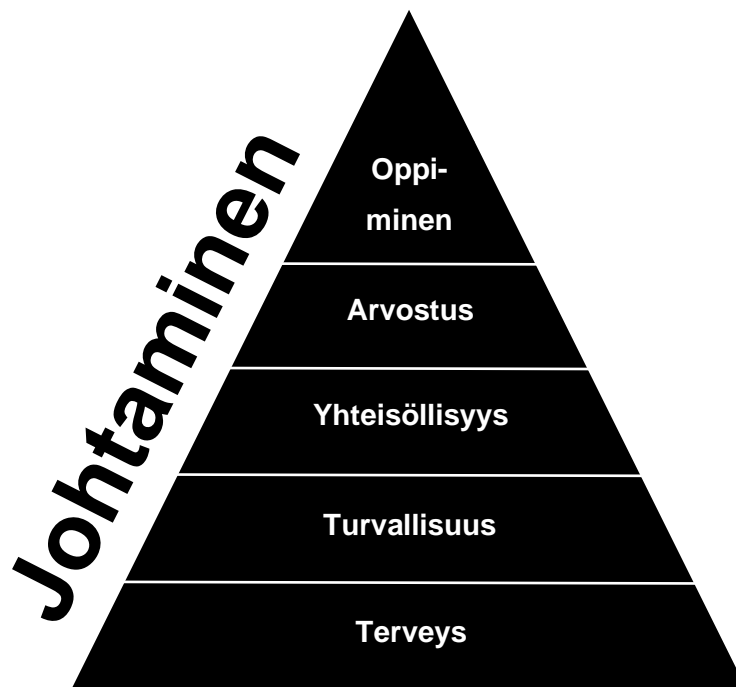 Johtaminen
Oppi-
minen
Arvostus
Yhteisöllisyys
Turvallisuus
Terveys